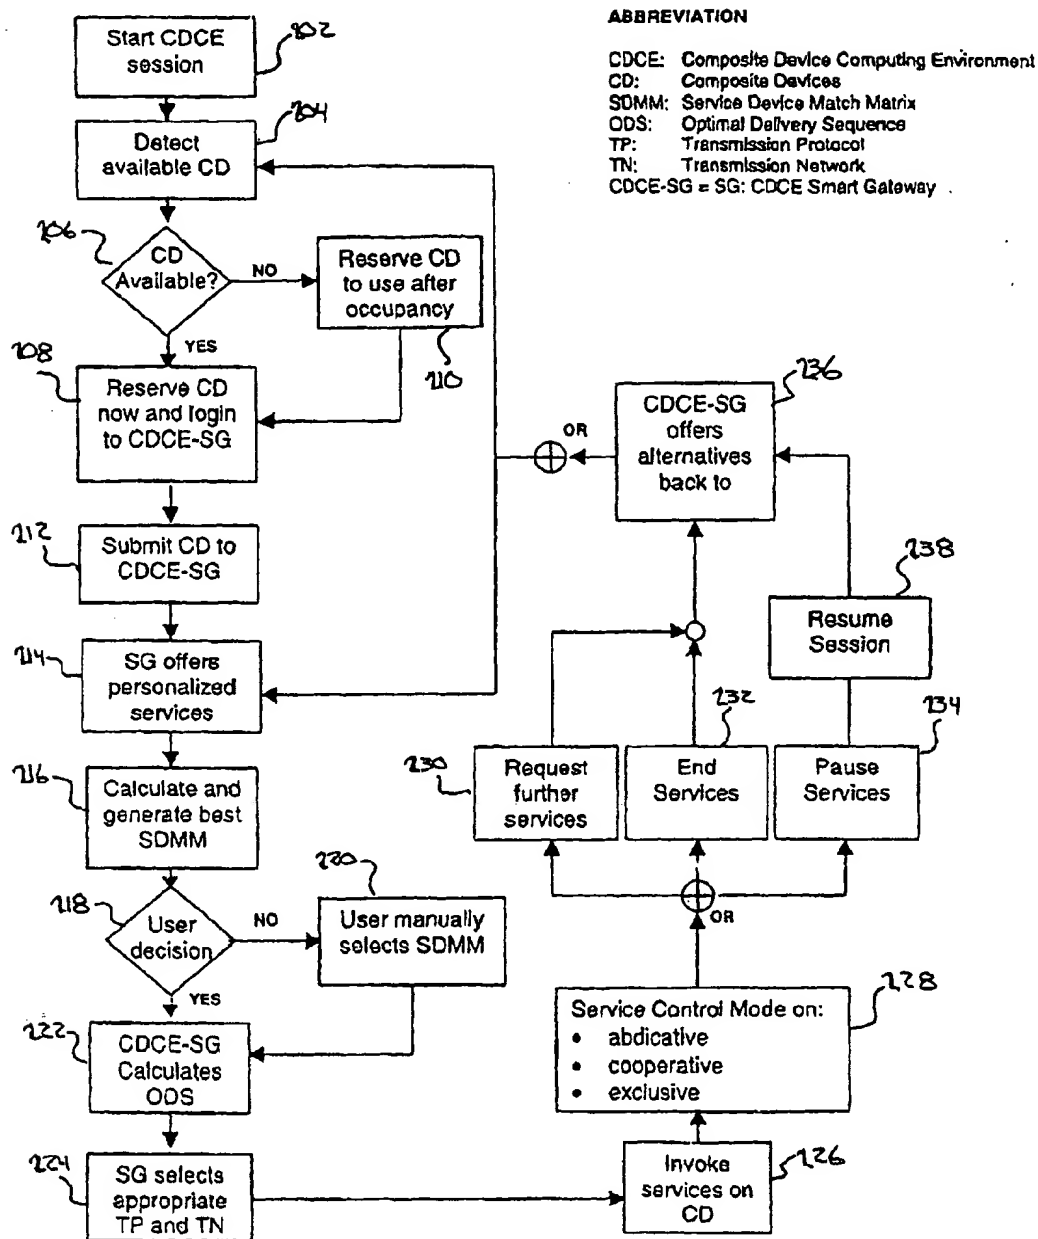 ABBREVIATION
CDCE: Composite Device Computing Environment
CD: Composite Devices
SDMM: Service Device Match Matrix
ODS: Optimal Delivery Sequence
TP: Transmission Protocol
TN: Transmission Network
CDCE-SG = SG: CDCE Smart Gateway
Start CDCE
session
202
Detect
available CD
204
CD
Available?
206
NO
YES
Reserve CD
to use after
occupancy
210
Reserve CD
now and login
to CDCE-SG
208
Submit CD to
CDCE-SG
212
SG offers
personalized
services
214
Calculate and
generate best
SDMM
216
User
decision
218
NO
YES
User manually
selects SDMM
220
CDCE-SG
Calculates
ODS
222
SG selects
appropriate
TP and TN
224
Invoke
services on
CD
226
Service Control Mode on:
• abdicative
• cooperative
• exclusive
228
OR
Request
further
services
230
End
Services
232
Pause
Services
234
Resume
Session
238
CDCE-SG
offers
alternatives
back to
236
OR